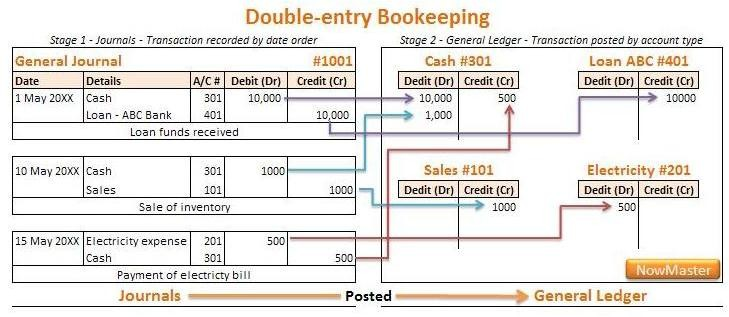 Double-entry Bookkeeping
Stage 1 - Journals - Transaction recorded by date order
General Journal #1001
Date Details A/C # Debit (Dr) Credit (Cr)
1 May 20XX Cash 301 10,000
Loan - ABC Bank 401 10,000
Loan funds received
10 May 20XX Cash 301 1000
Sales 101 1000
Sale of inventory
15 May 20XX Electricity expense 201 500
Cash 301 500
Payment of electricty bill
Stage 2 - General Ledger - Transaction posted by account type
Cash #301 Loan ABC #401
Dedit (Dr) Credit (Cr) Dedit (Dr) Credit (Cr)
10,000 500 10000
1,000
Sales #101 Electricity #201
Dedit (Dr) Credit (Cr) Dedit (Dr) Credit (Cr)
1000 500
NowMaster
Journals Posted General Ledger